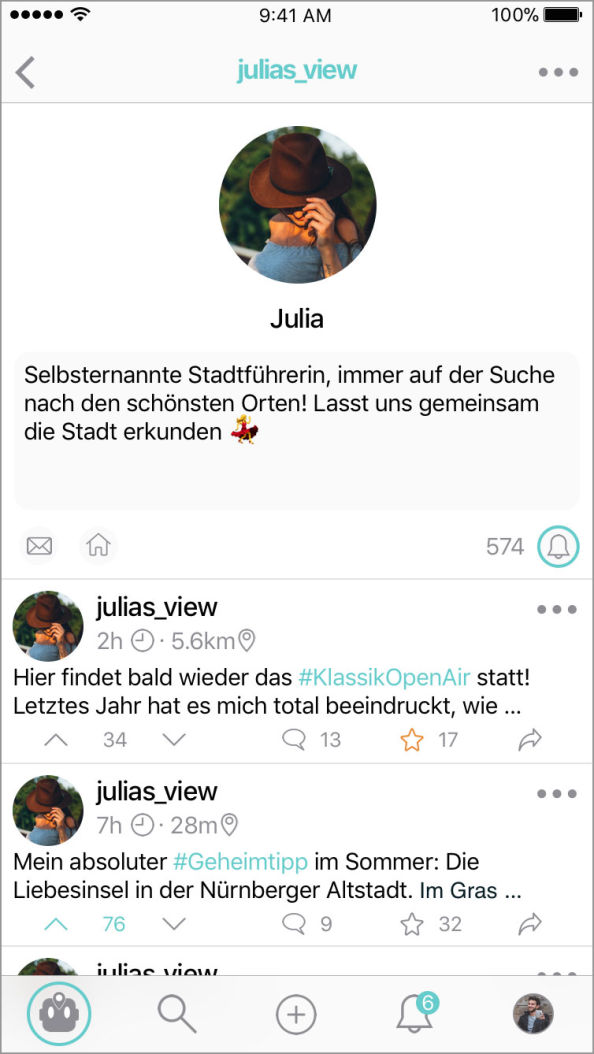 9:41 AM
100%
julias_view
Julia
Selbsternannte Stadtführerin, immer auf der Suche
nach den schönsten Orten! Lasst uns gemeinsam
die Stadt erkunden 💃
574
julias_view
2h · 5.6km
Hier findet bald wieder das #KlassikOpenAir statt!
Letztes Jahr hat es mich total beeindruckt, wie ...
34 13 17
julias_view
7h · 28m
Mein absoluter #Geheimtipp im Sommer: Die
Liebesinsel in der Nürnberger Altstadt. Im Gras ...
76 9 32
julias_view
6